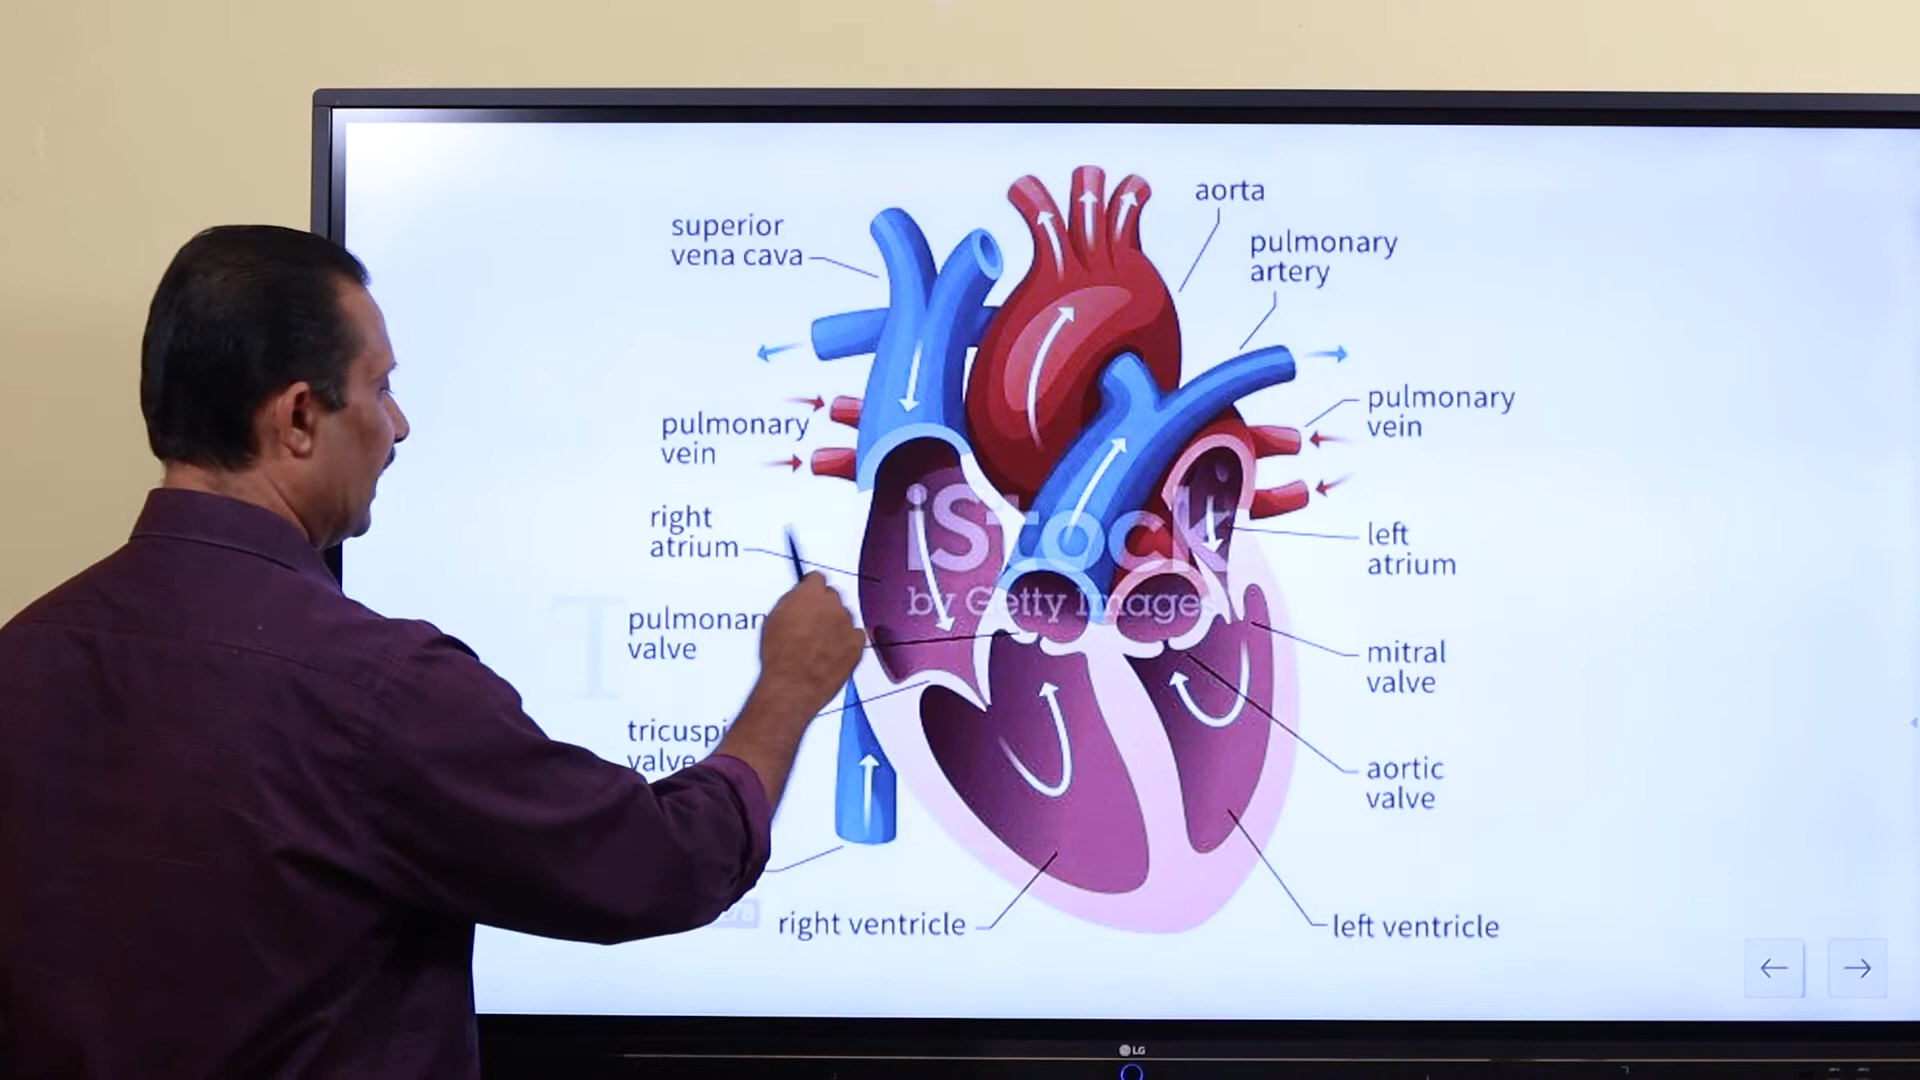 superior
vena cava
aorta
pulmonary
artery
pulmonary
vein
pulmonary
vein
right
atrium
left
atrium
iStock
by Getty Images
valve
mitral
valve
valve
aortic
valve
right ventricle
left ventricle
LG